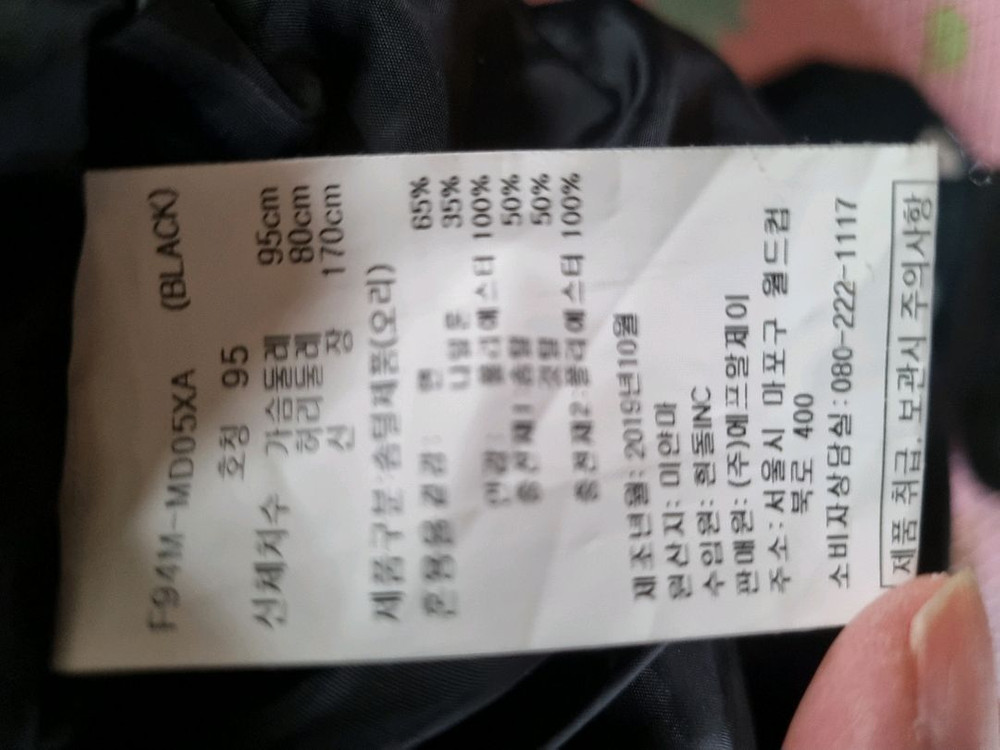 F94M-MD05XA (BLACK)
호칭 95
신체치수 가슴둘레 95cm
허리둘레 80cm
신 장 170cm
제품구분:솜털제품(오리)
혼용율 겉감: 면 65%
나일론 35%
안감: 폴리에스터 100%
충전재1 솜털 50%
깃털 50%
충전재2:폴리에스터 100%
제조년월: 2019년10월
원산지: 미얀마
수입원: 흰돌INC
판매원: (주)에프알제이
주소:서울시 마포구 월드컵
북로 400
소비자상담실:080-222-1117
제품 취급, 보관시 주의사항